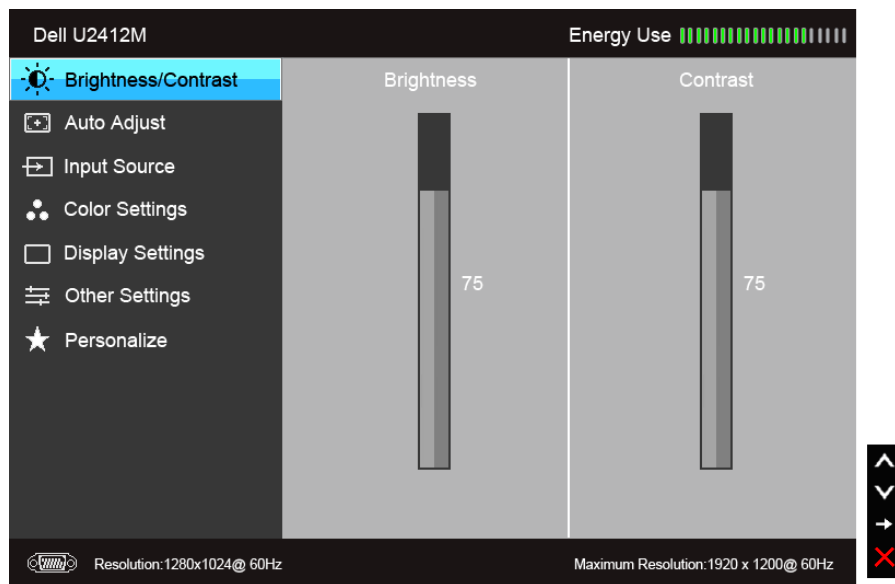 Dell U2412M
Energy Use
Brightness/Contrast
Auto Adjust
Input Source
Color Settings
Display Settings
Other Settings
Personalize
Brightness
75
Contrast
75
Resolution:1280x1024@ 60Hz
Maximum Resolution:1920 x 1200@ 60Hz